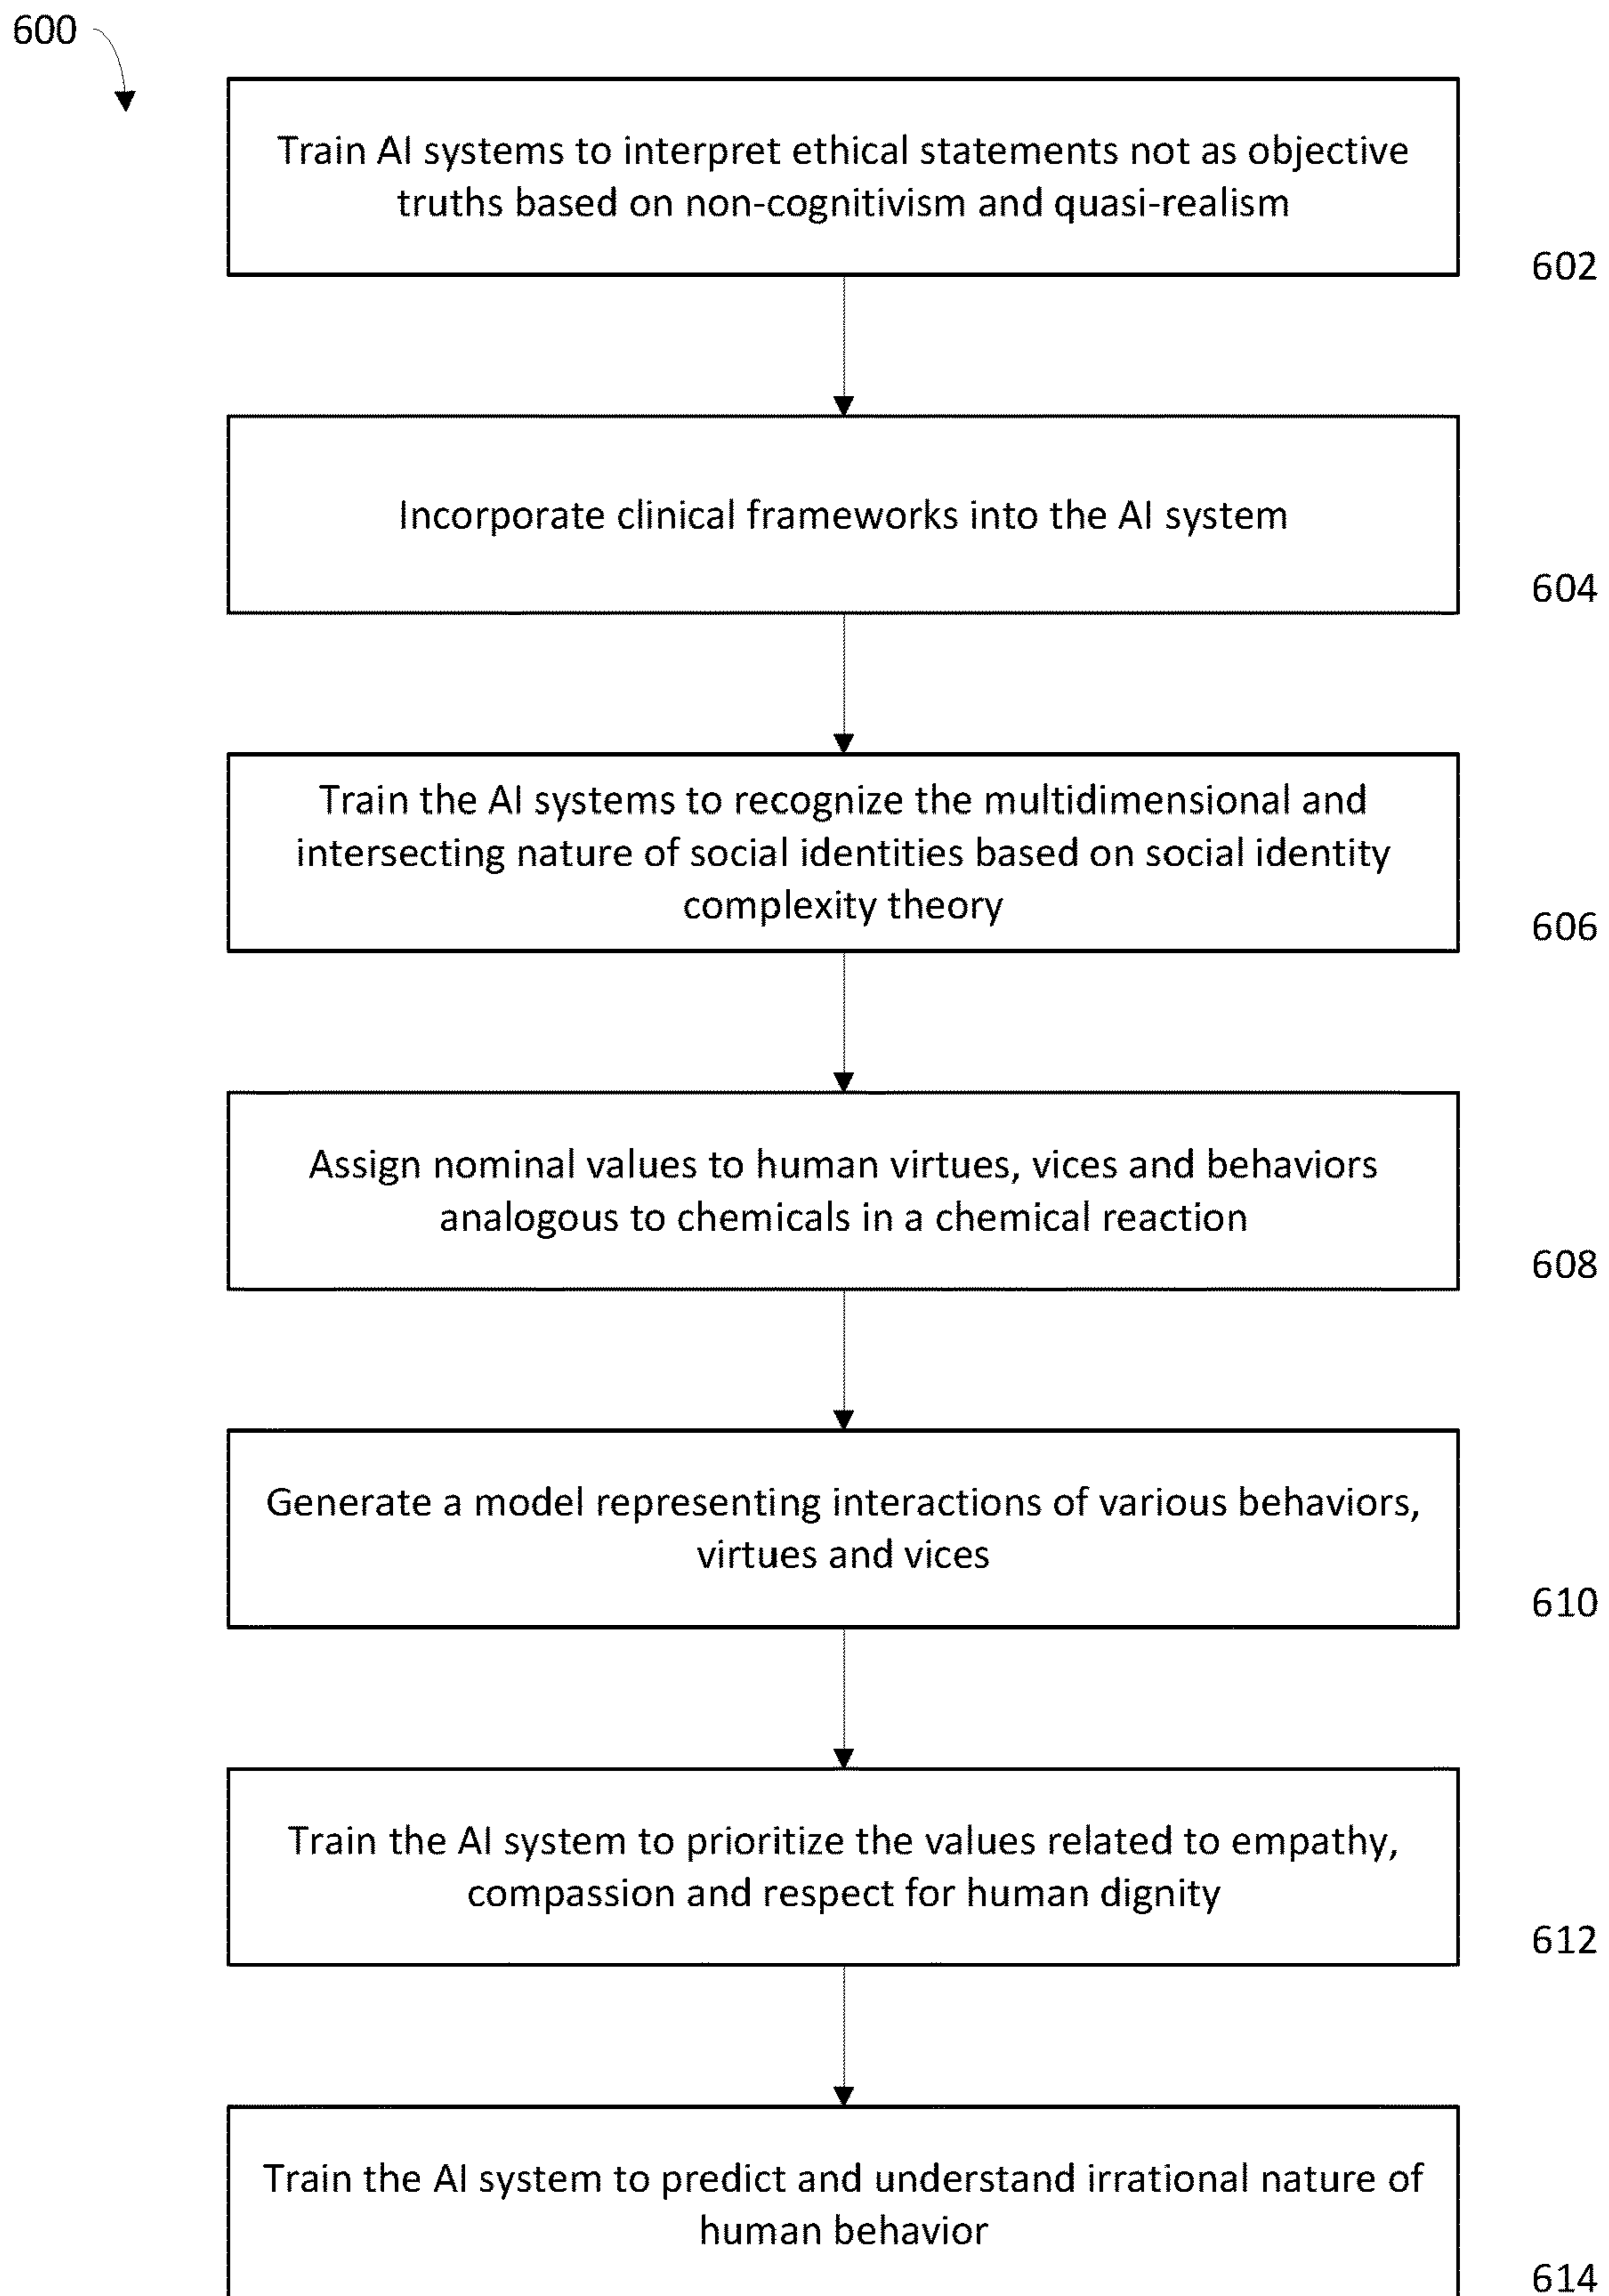 600
Train AI systems to interpret ethical statements not as objective
truths based on non-cognitivism and quasi-realism
602
Incorporate clinical frameworks into the AI system
604
Train the AI systems to recognize the multidimensional and
intersecting nature of social identities based on social identity
complexity theory
606
Assign nominal values to human virtues, vices and behaviors
analogous to chemicals in a chemical reaction
608
Generate a model representing interactions of various behaviors,
virtues and vices
610
Train the AI system to prioritize the values related to empathy,
compassion and respect for human dignity
612
Train the AI system to predict and understand irrational nature of
human behavior
614